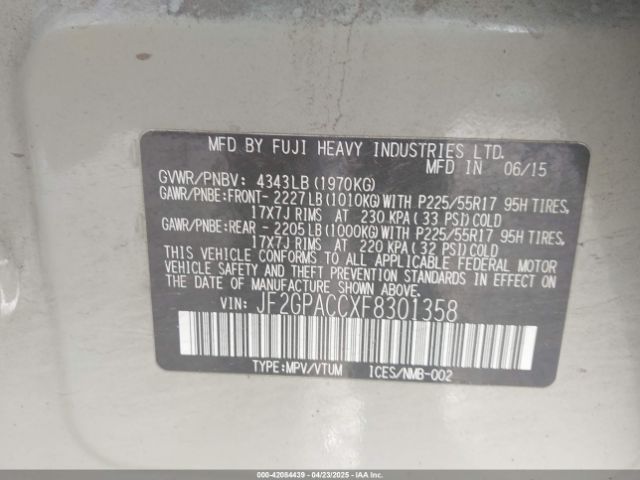 MFD BY FUJI HEAVY INDUSTRIES LTD.
MFD IN 06/15
GVWR/PNBV: 4343LB(1970KG)
GAWR/PNBE:FRONT- 2227LB(1010KG)WITH P225/55R17 95H TIRES,
17X7J RIMS AT 230 KPA(33 PSI)COLD
GAWR/PNBE:REAR - 2205LB(1000KG)WITH P225/55R17 95H TIRES,
17X7J RIMS AT 220 KPA(32 PSI)COLD
THIS VEHICLE CONFORMS TO ALL APPLICABLE FEDERAL MOTOR
VEHICLE SAFETY AND THEFT PREVENTION STANDARDS IN EFFECT ON
THE DATE OF MANUFACTURE SHOWN ABOVE.
VIN: JF2GPACCXF8301358
TYPE:MPV/VTUM ICES/NMB-002
000-42084439 - 04/23/2025 - IAAI.COM